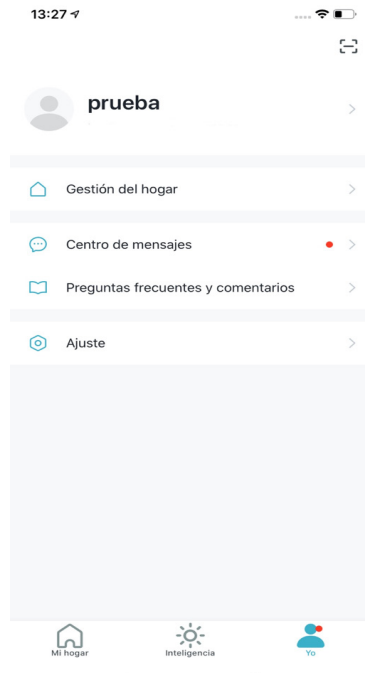 13:27
prueba
Gestión del hogar
Centro de mensajes
Preguntas frecuentes y comentarios
Ajuste
Mi hogar
Inteligencia
Yo